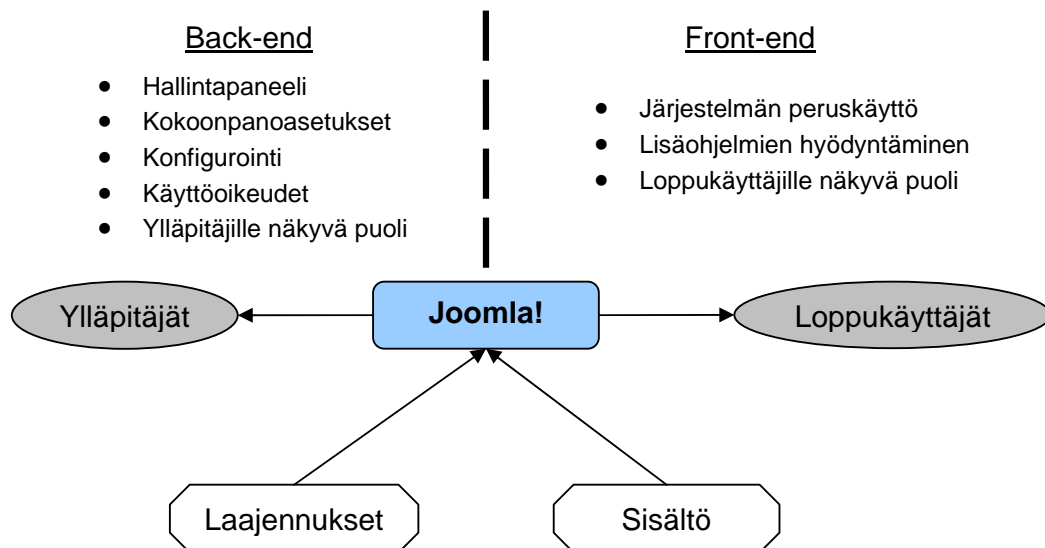 Back-end
• Hallintapaneeli
• Kokoonpanoasetukset
• Konfigurointi
• Käyttöoikeudet
• Ylläpitäjille näkyvä puoli
Front-end
• Järjestelmän peruskäyttö
• Lisäohjelmien hyödyntäminen
• Loppukäyttäjille näkyvä puoli
Ylläpitäjät
Joomla!
Loppukäyttäjät
Laajennukset
Sisältö